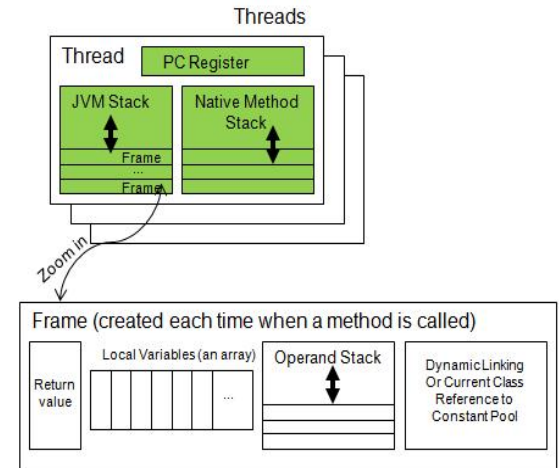 Threads
Thread
PC Register
JVM Stack
Native Method
Stack
Frame
...
Frame
Zoom in
Frame (created each time when a method is called)
Return
value
Local Variables (an array)
...
Operand Stack
Dynamic Linking
Or Current Class
Reference to
Constant Pool